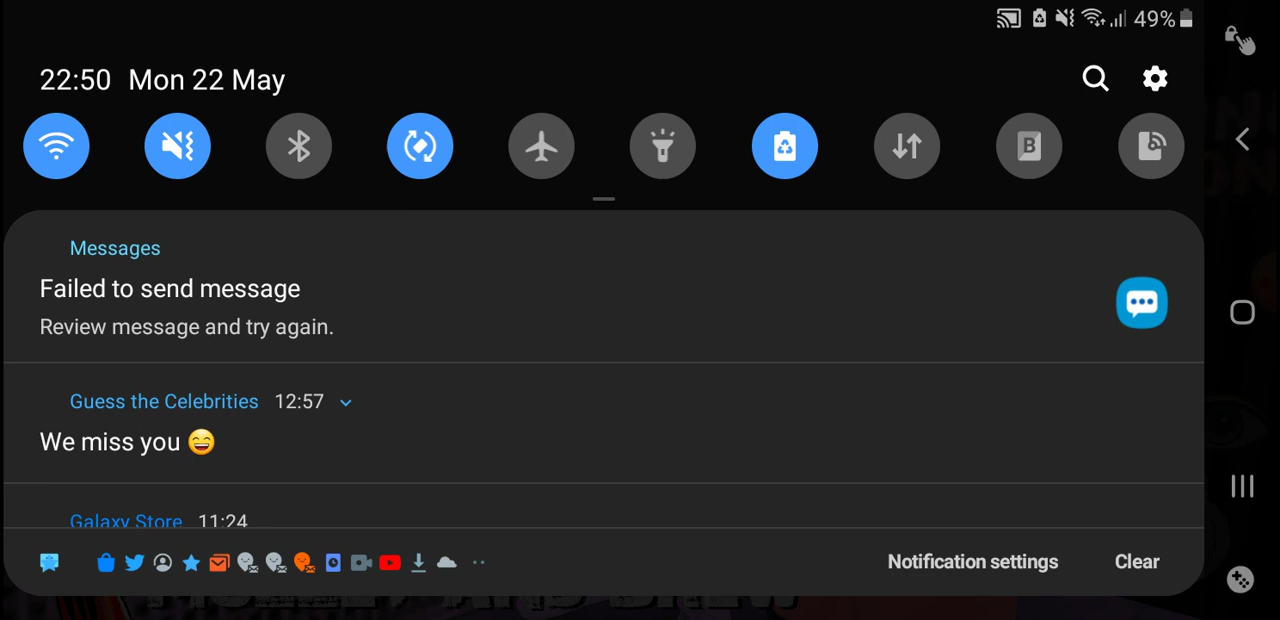 49%
22:50 Mon 22 May
B
Messages
Failed to send message
Review message and try again.
Guess the Celebrities 12:57
We miss you 😄
Galaxy Store 11:24
Notification settings Clear